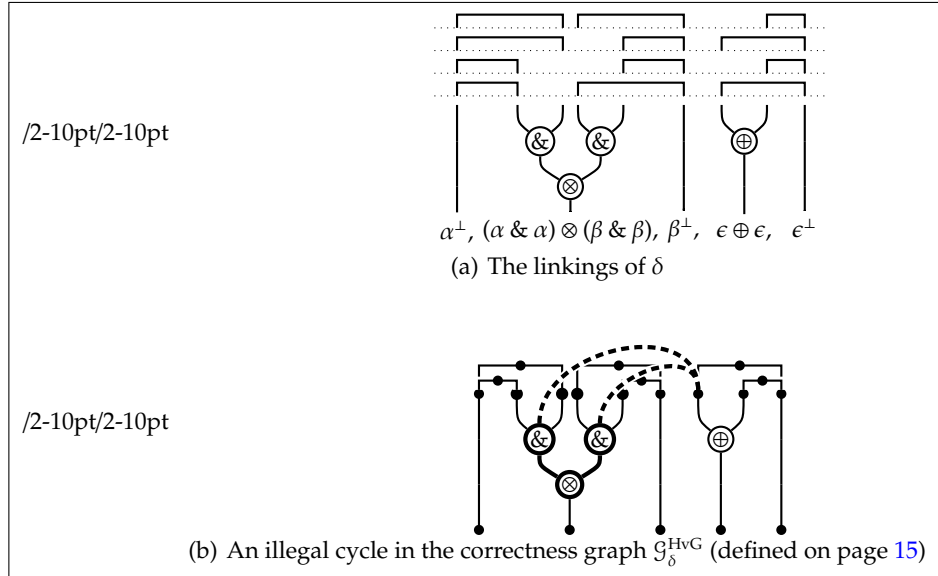 /2-10pt/2-10pt
& &
⊕
⊗
α⊥, (α & α) ⊗ (β & β), β⊥, ϵ ⊕ ϵ, ϵ⊥
(a) The linkings of δ
/2-10pt/2-10pt
& &
⊕
⊗
(b) An illegal cycle in the correctness graph 𝒢δHvG (defined on page 15)